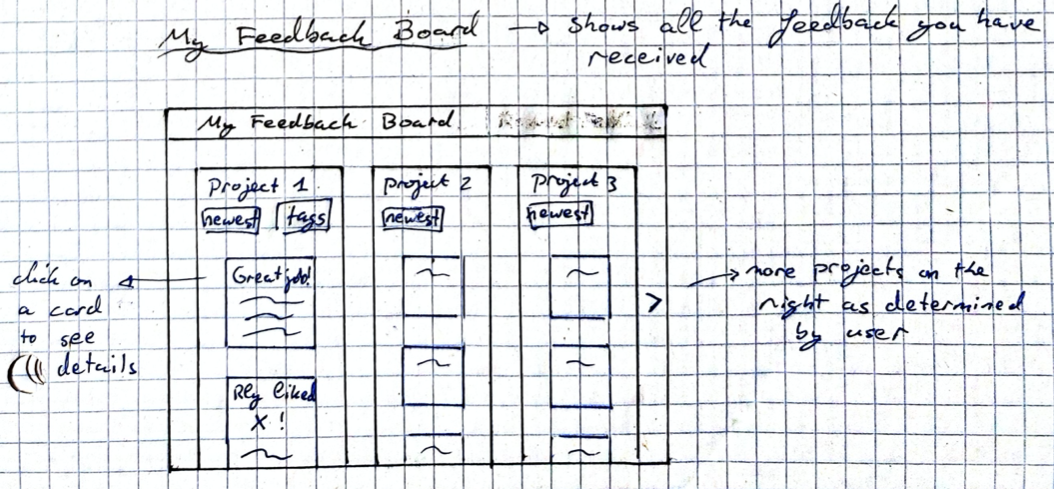 My Feedback Board → Shows all the feedback you have
received
My Feedback Board
Project 1
newest tags
Great job!
Rly liked
X !
Project 2
newest
Project 3
newest
>
click on
a card
to see
details
→ more projects on the
right as determined
by user